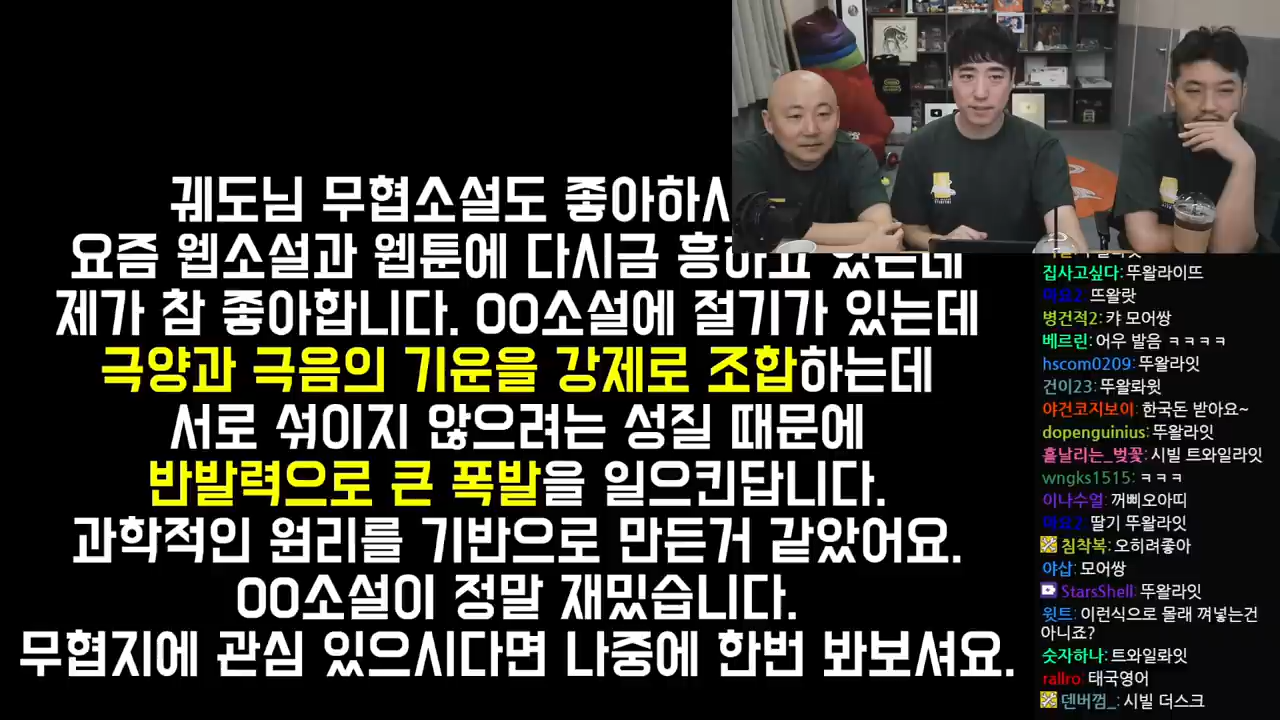 궤도님 무협소설도 좋아하시
요즘 웹소설과 웹툰에 다시금 흥하고 있는데
제가 참 좋아합니다. OO소설에 절기가 있는데
극양과 극음의 기운을 강제로 조합하는데
서로 섞이지 않으려는 성질 때문에
반발력으로 큰 폭발을 일으킨답니다.
과학적인 원리를 기반으로 만든거 같았어요.
OO소설이 정말 재밌습니다.
무협지에 관심 있으시다면 나중에 한번 봐보셔요.
집사고싶다: 뚜왈라이뜨
마요2: 뜨왈랏
병건적2: 캬 모어쌍
베르린: 어우 발음 ㅋㅋㅋㅋ
hscom0209: 뚜왈라잇
건이23: 뚜왈롸윗
야건코지보이: 한국돈 받아요~
dopenguinius: 뚜왈라잇
흩날리는_벚꽃: 시빌 트와일라잇
wngks1515: ㅋㅋㅋ
이나수얼: 꺼삐오아띠
마요2: 딸기 뚜왈라잇
침착복: 오히려좋아
야삽: 모어쌍
StarsShell: 뚜왈라잇
윗트: 이런식으로 몰래 껴넣는건
아니죠?
숫자하나: 트와일롸잇
rallro: 태국영어
덴버껌_: 시빌 더스크